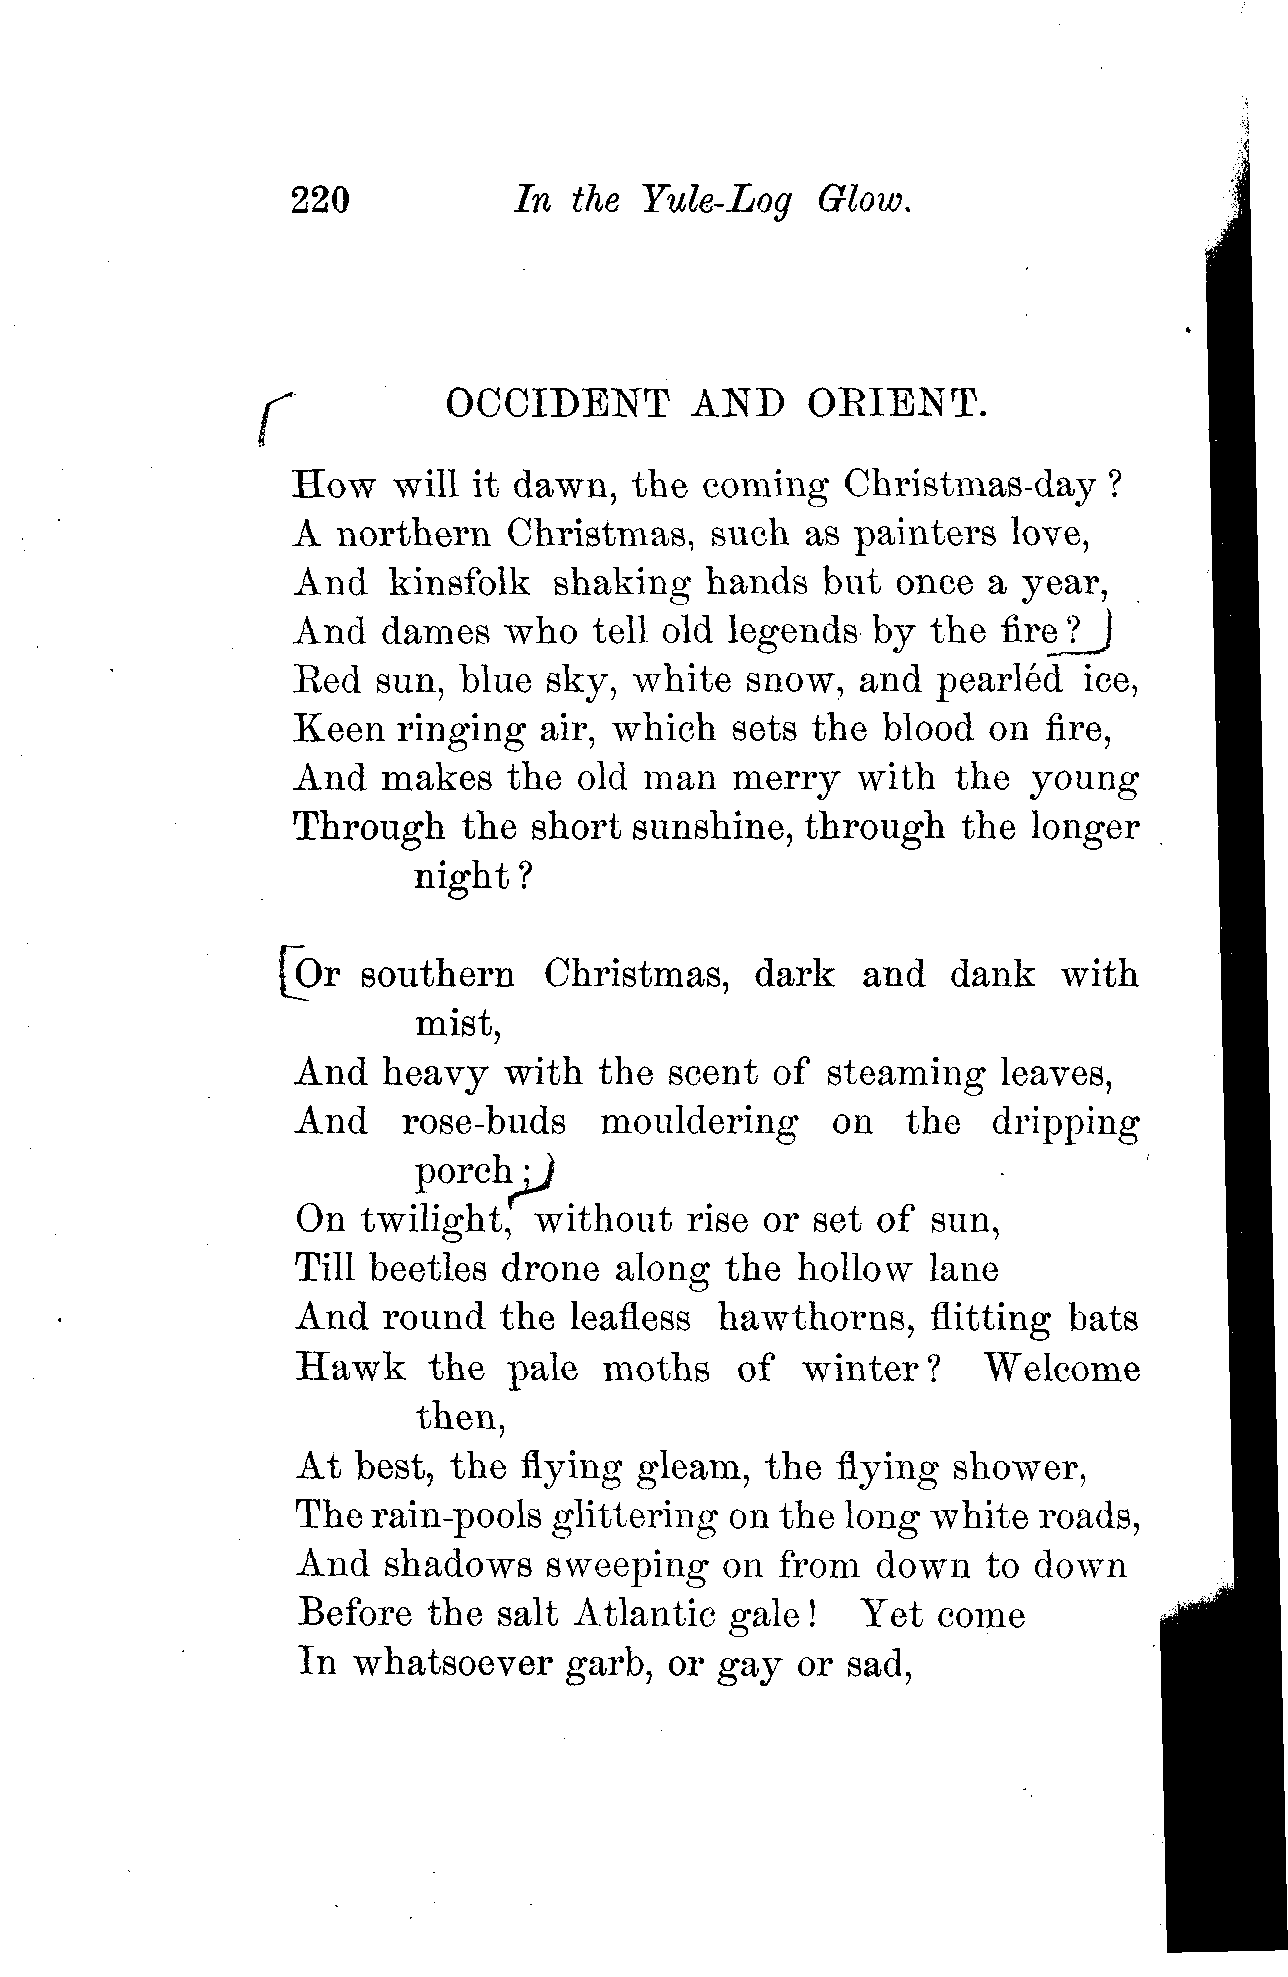 220 In the Yule-Log Glow.
OCCIDENT AND ORIENT.
How will it dawn, the coming Christmas-day?
A northern Christmas, such as painters love,
And kinsfolk shaking hands but once a year,
And dames who tell old legends by the fire?
Red sun, blue sky, white snow, and pearléd ice,
Keen ringing air, which sets the blood on fire,
And makes the old man merry with the young
Through the short sunshine, through the longer
night?
Or southern Christmas, dark and dank with
mist,
And heavy with the scent of steaming leaves,
And rose-buds mouldering on the dripping
porch;
On twilight, without rise or set of sun,
Till beetles drone along the hollow lane
And round the leafless hawthorns, flitting bats
Hawk the pale moths of winter? Welcome
then,
At best, the flying gleam, the flying shower,
The rain-pools glittering on the long white roads,
And shadows sweeping on from down to down
Before the salt Atlantic gale! Yet come
In whatsoever garb, or gay or sad,